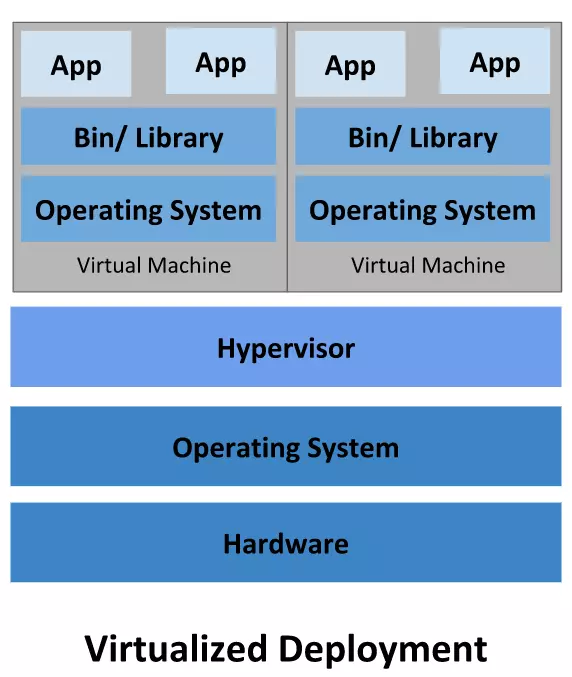 App App App App
Bin/ Library Bin/ Library
Operating System Operating System
Virtual Machine Virtual Machine
Hypervisor
Operating System
Hardware
Virtualized Deployment